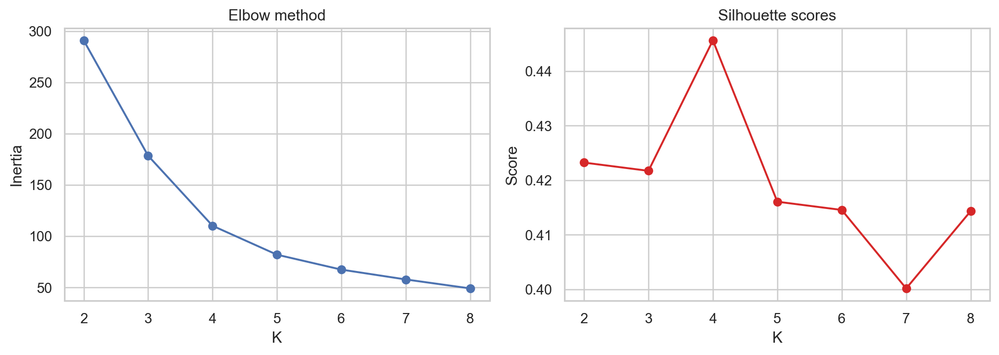 Elbow method
300
250
200
150
100
50
Inertia
2 3 4 5 6 7 8
K
Silhouette scores
0.44
0.43
0.42
0.41
0.40
Score
2 3 4 5 6 7 8
K